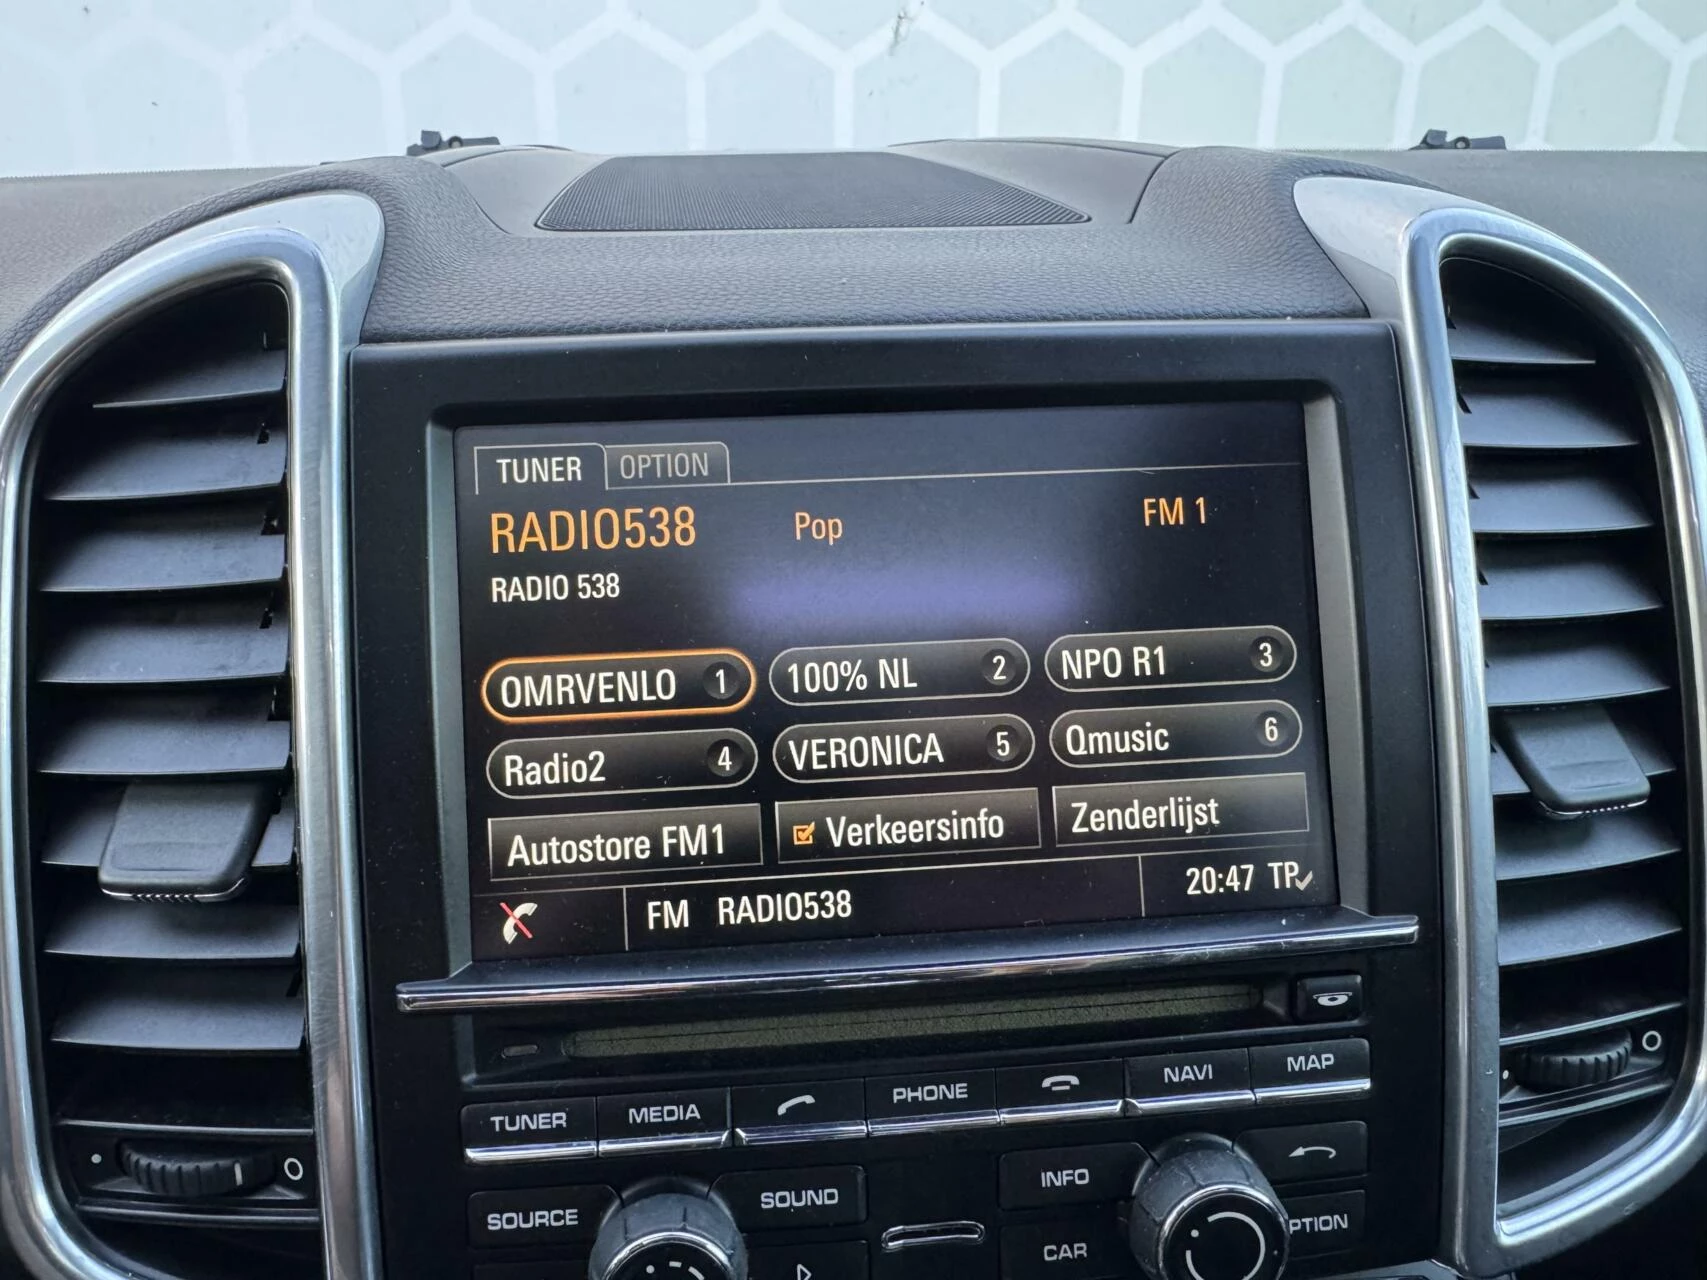 TUNER OPTION
RADIO538 Pop FM 1
RADIO 538
OMRVENLO 1 100% NL 2 NPO R1 3
Radio2 4 VERONICA 5 Qmusic 6
Autostore FM1 Verkeersinfo Zenderlijst
FM RADIO538 20:47 TP
TUNER MEDIA PHONE NAVI MAP
SOURCE SOUND INFO
CAR PTION